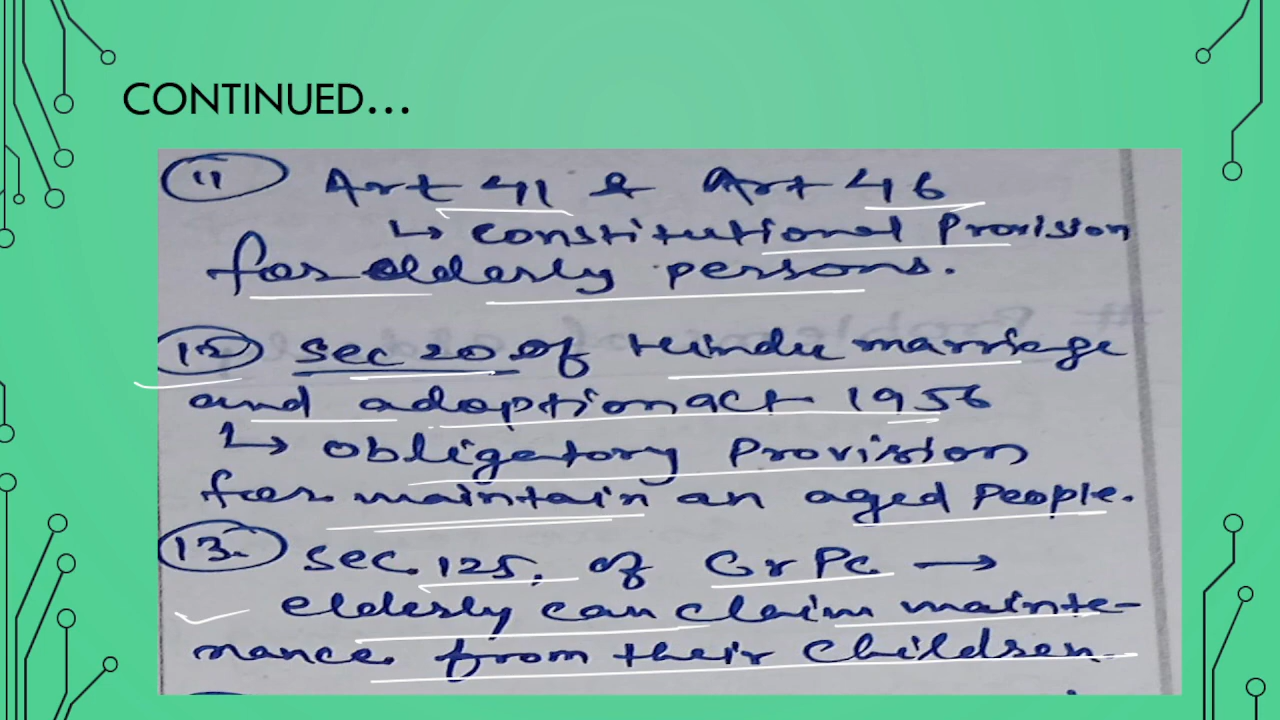 CONTINUED...
11 Art 41 & Art 46
↳ constitutional Provision
for elderly persons.
12 Sec 20 of Hindu marriage
and adoption act 1956
↳ obligatory Provision
for maintain an aged People.
13. Sec. 125. of CrPc →
elderly can claim mainte-
nance from their children.